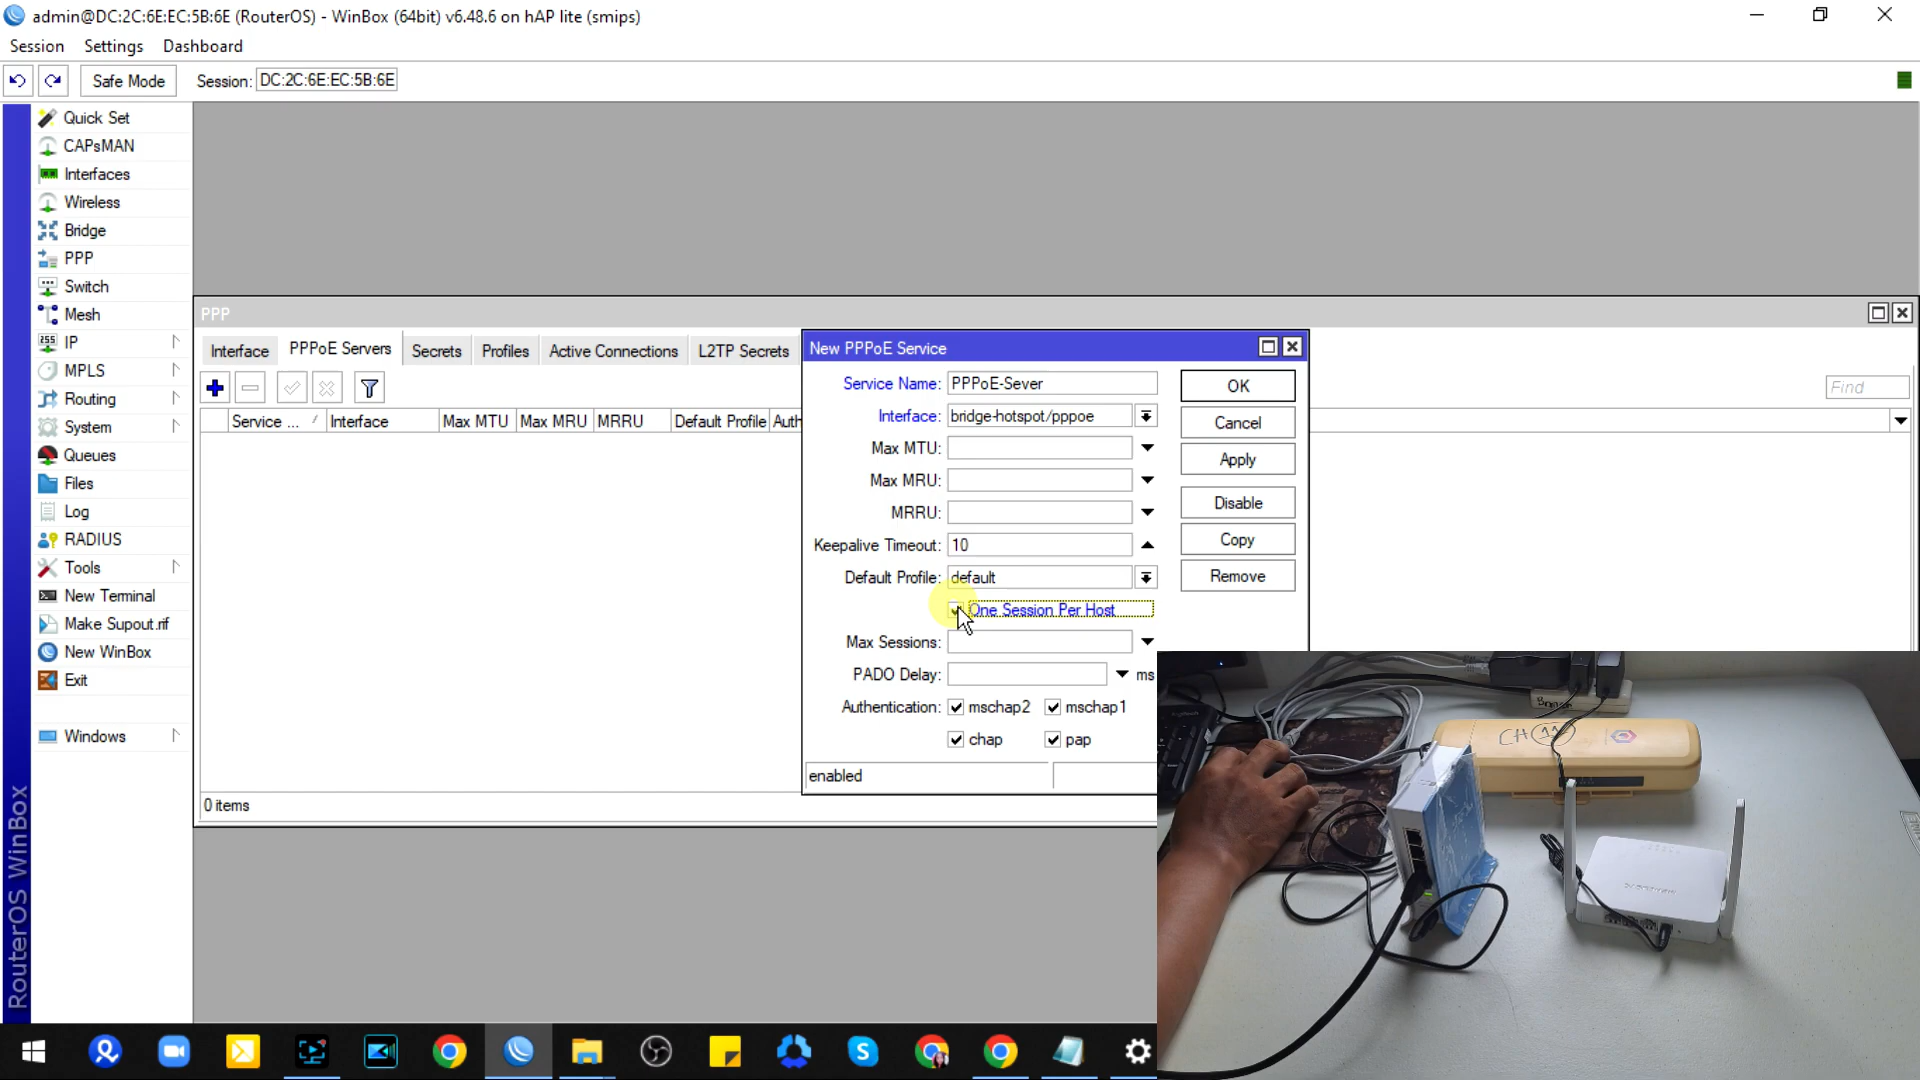 admin@DC:2C:6E:EC:5B:6E (RouterOS) - WinBox (64bit) v6.48.6 on hAP lite (smips)
Session Settings Dashboard
Safe Mode Session: DC:2C:6E:EC:5B:6E
Quick Set
CAPsMAN
Interfaces
Wireless
Bridge
PPP
Switch
Mesh
IP
MPLS
Routing
System
Queues
Files
Log
RADIUS
Tools
New Terminal
Make Supout.rif
New WinBox
Exit
Windows
RouterOS WinBox
PPP
Interface PPPoE Servers Secrets Profiles Active Connections L2TP Secrets
Find
Service ... Interface Max MTU Max MRU MRRU Default Profile Auth
0 items
New PPPoE Service
Service Name: PPPoE-Sever
Interface: bridge-hotspot/pppoe
Max MTU:
Max MRU:
MRRU:
Keepalive Timeout: 10
Default Profile: default
One Session Per Host
Max Sessions:
PADO Delay: ms
Authentication: mschap2 mschap1
chap pap
enabled
OK
Cancel
Apply
Disable
Copy
Remove
CH 11